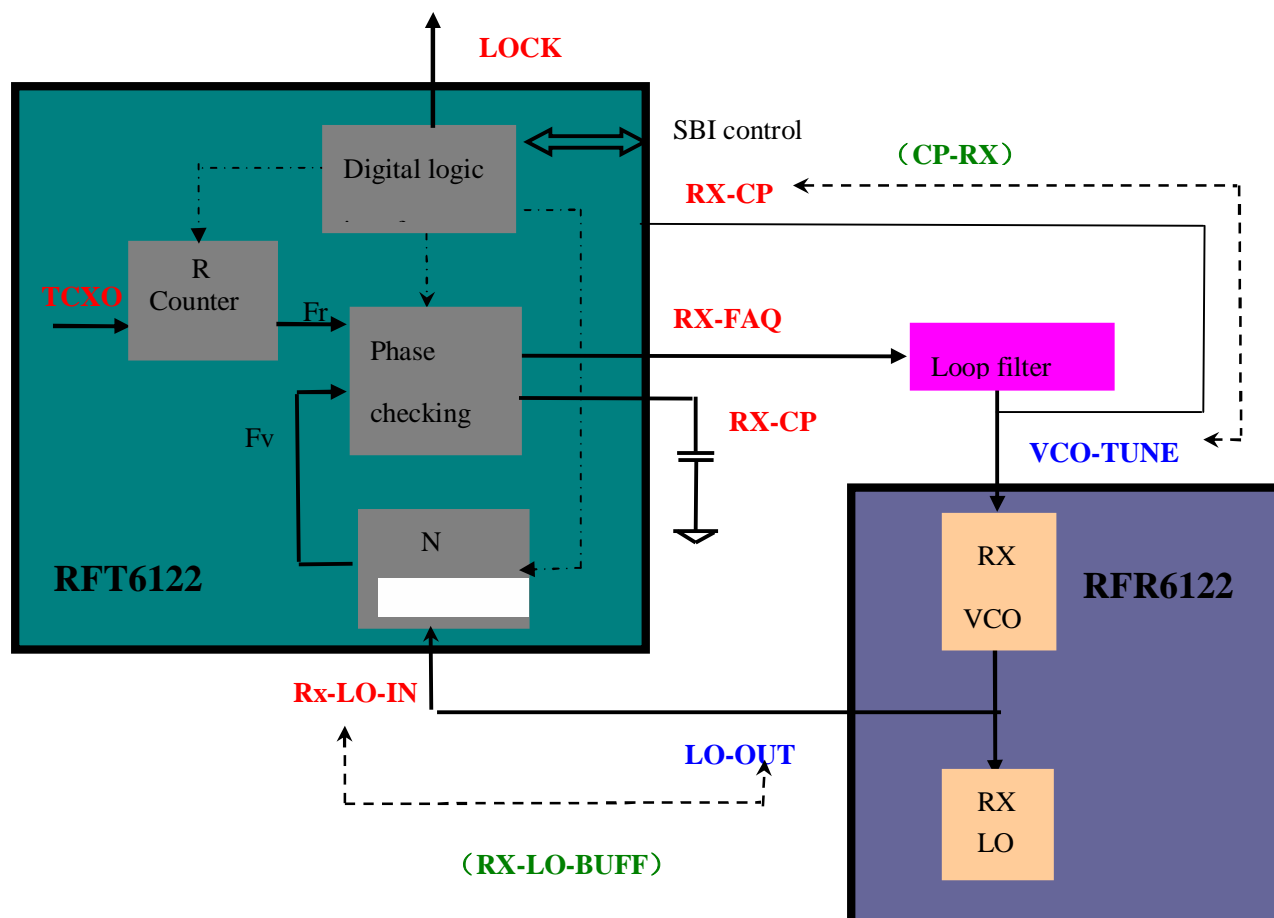 LOCK
SBI control
（CP-RX）
Digital logic
RX-CP
R
Counter
TCXO
Fr
RX-FAQ
Phase
checking
Loop filter
RX-CP
Fv
VCO-TUNE
N
RX
VCO
RFT6122
RFR6122
Rx-LO-IN
LO-OUT
RX
LO
（RX-LO-BUFF）